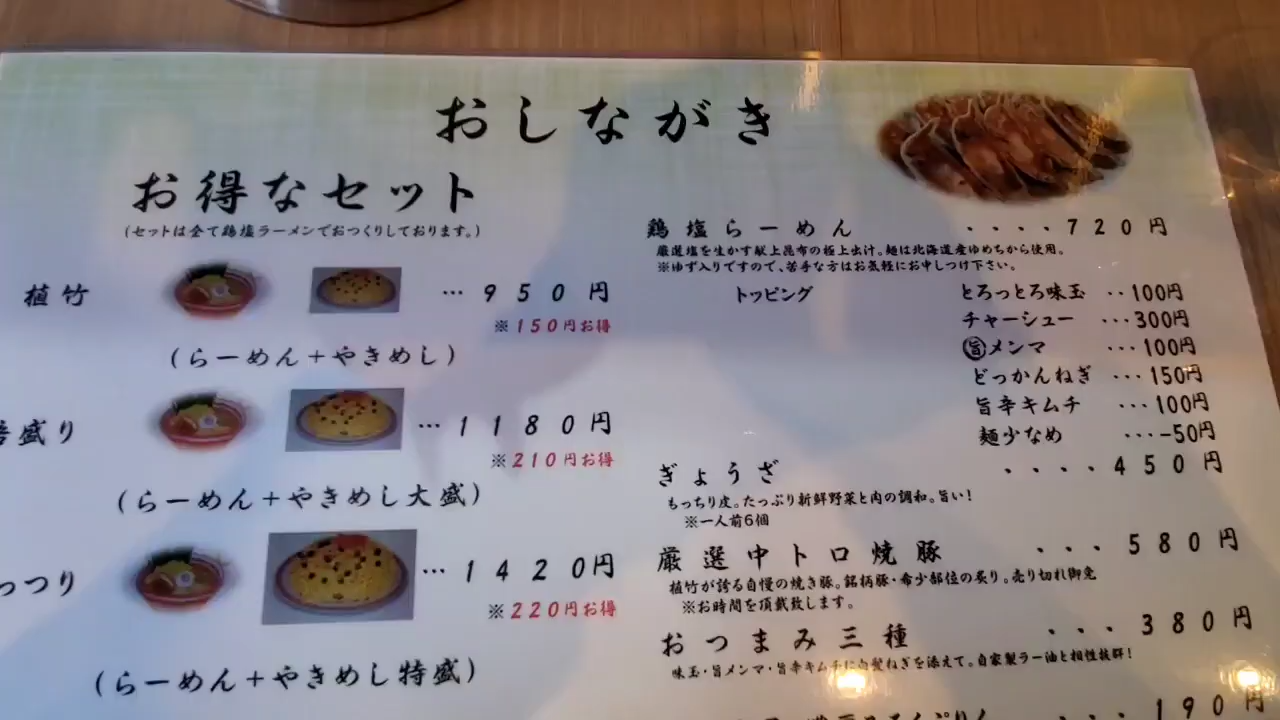 おしながき
お得なセット
(セットは全て鶏塩ラーメンでおつくりしております。)
植竹 … 950円
※150円お得
(らーめん+やきめし)
盛り … 1180円
※210円お得
(らーめん+やきめし大盛)
っつり … 1420円
※220円お得
(らーめん+やきめし特盛)
鶏塩らーめん ・・・・720円
厳選塩を生かす献上昆布の極上出汁。麺は北海道産ゆめちから使用。
※ゆず入りですので、苦手な方はお気軽にお申しつけ下さい。
トッピング とろっとろ味玉 ・・100円
チャーシュー ・・・300円
㊞メンマ ・・・100円
どっかんねぎ ・・・150円
旨辛キムチ ・・・100円
麺少なめ ・・・-50円
ぎょうざ ・・・・450円
もっちり皮。たっぷり新鮮野菜と肉の調和。旨い!
※一人前6個
厳選中トロ焼豚 ・・・580円
植竹が誇る自慢の焼き豚。銘柄豚・希少部位の炙り。売り切れ御免
※お時間を頂戴致します。
おつまみ三種 ・・・380円
味玉・旨メンマ・旨辛キムチに白髪ねぎを添えて。自家製ラー油と相性抜群!
ぷりん ・・・・190円